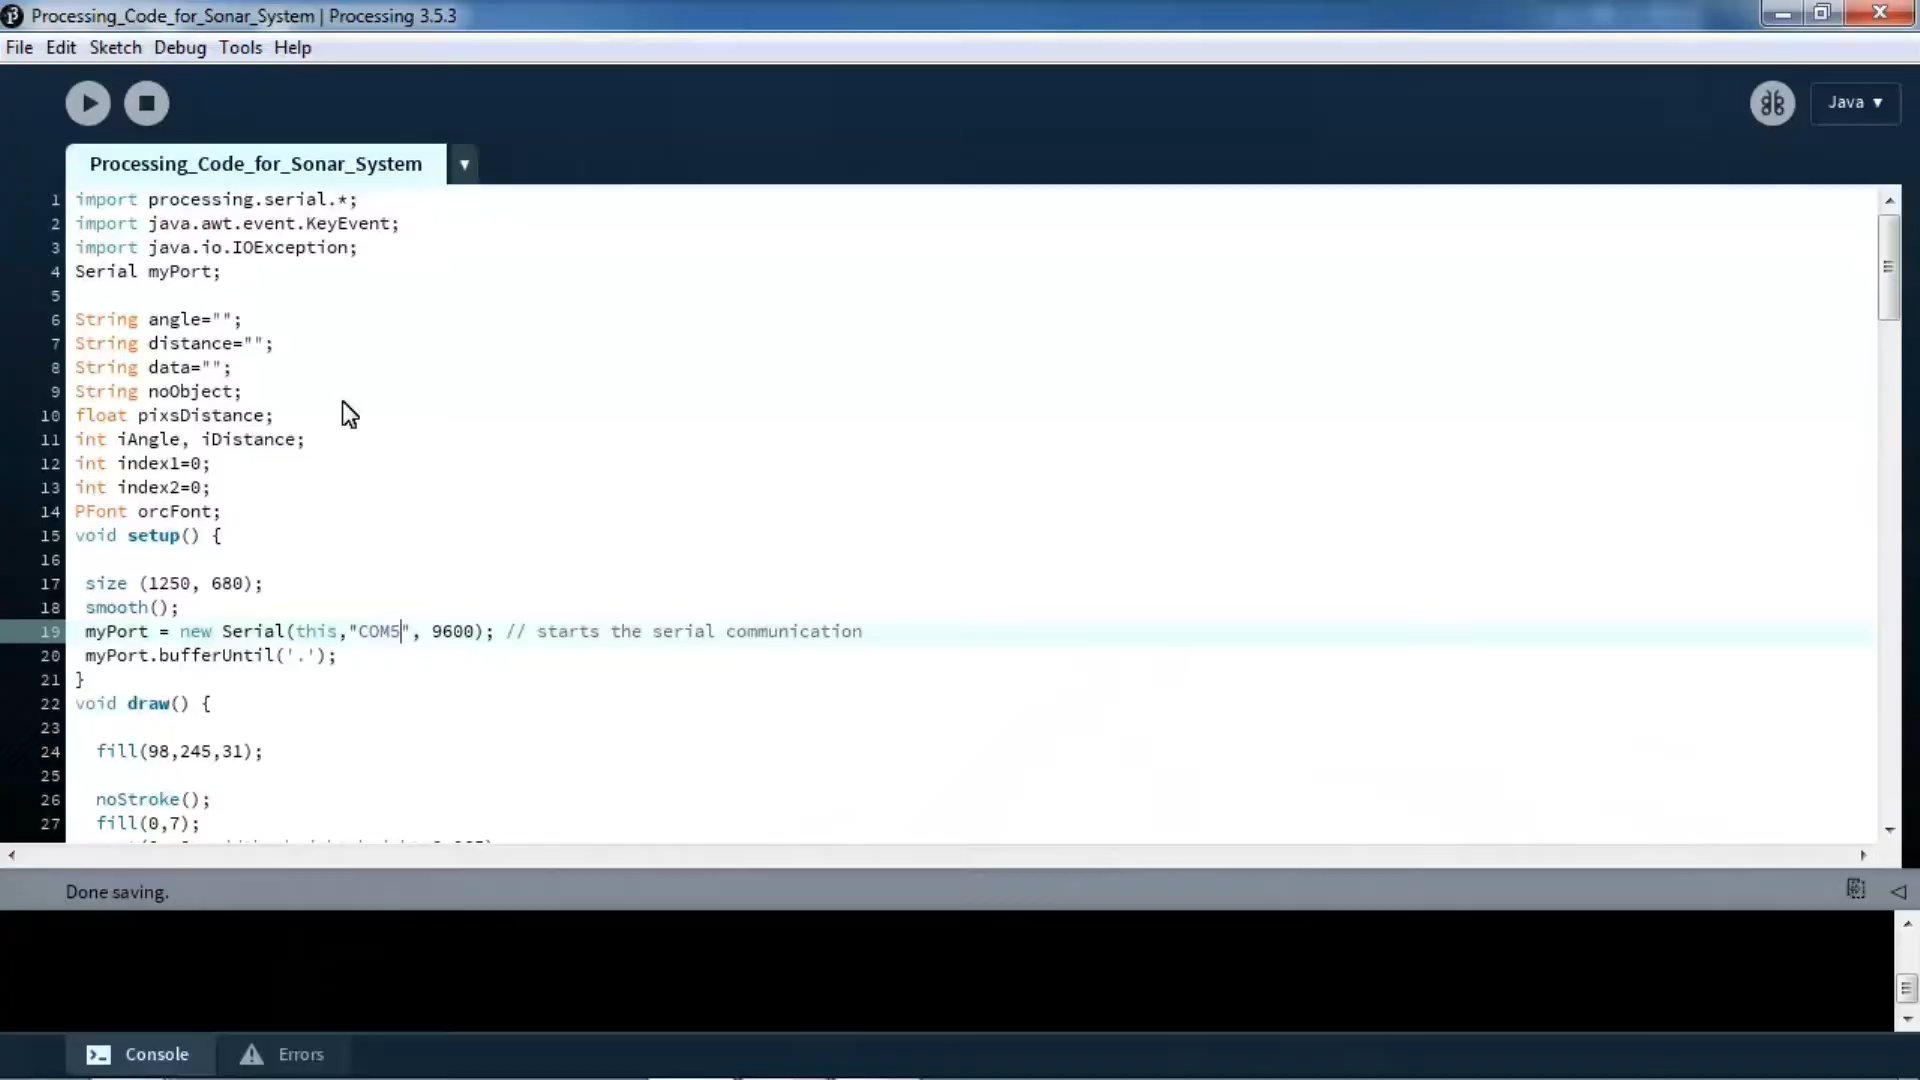 Processing_Code_for_Sonar_System | Processing 3.5.3
File Edit Sketch Debug Tools Help
Java ▼
Processing_Code_for_Sonar_System ▼
1 import processing.serial.*;
2 import java.awt.event.KeyEvent;
3 import java.io.IOException;
4 Serial myPort;
5
6 String angle="";
7 String distance="";
8 String data="";
9 String noObject;
10 float pixsDistance;
11 int iAngle, iDistance;
12 int index1=0;
13 int index2=0;
14 PFont orcFont;
15 void setup() {
16
17 size (1250, 680);
18 smooth();
19 myPort = new Serial(this,"COM5", 9600); // starts the serial communication
20 myPort.bufferUntil('.');
21 }
22 void draw() {
23
24 fill(98,245,31);
25
26 noStroke();
27 fill(0,7);
Done saving.
Console Errors